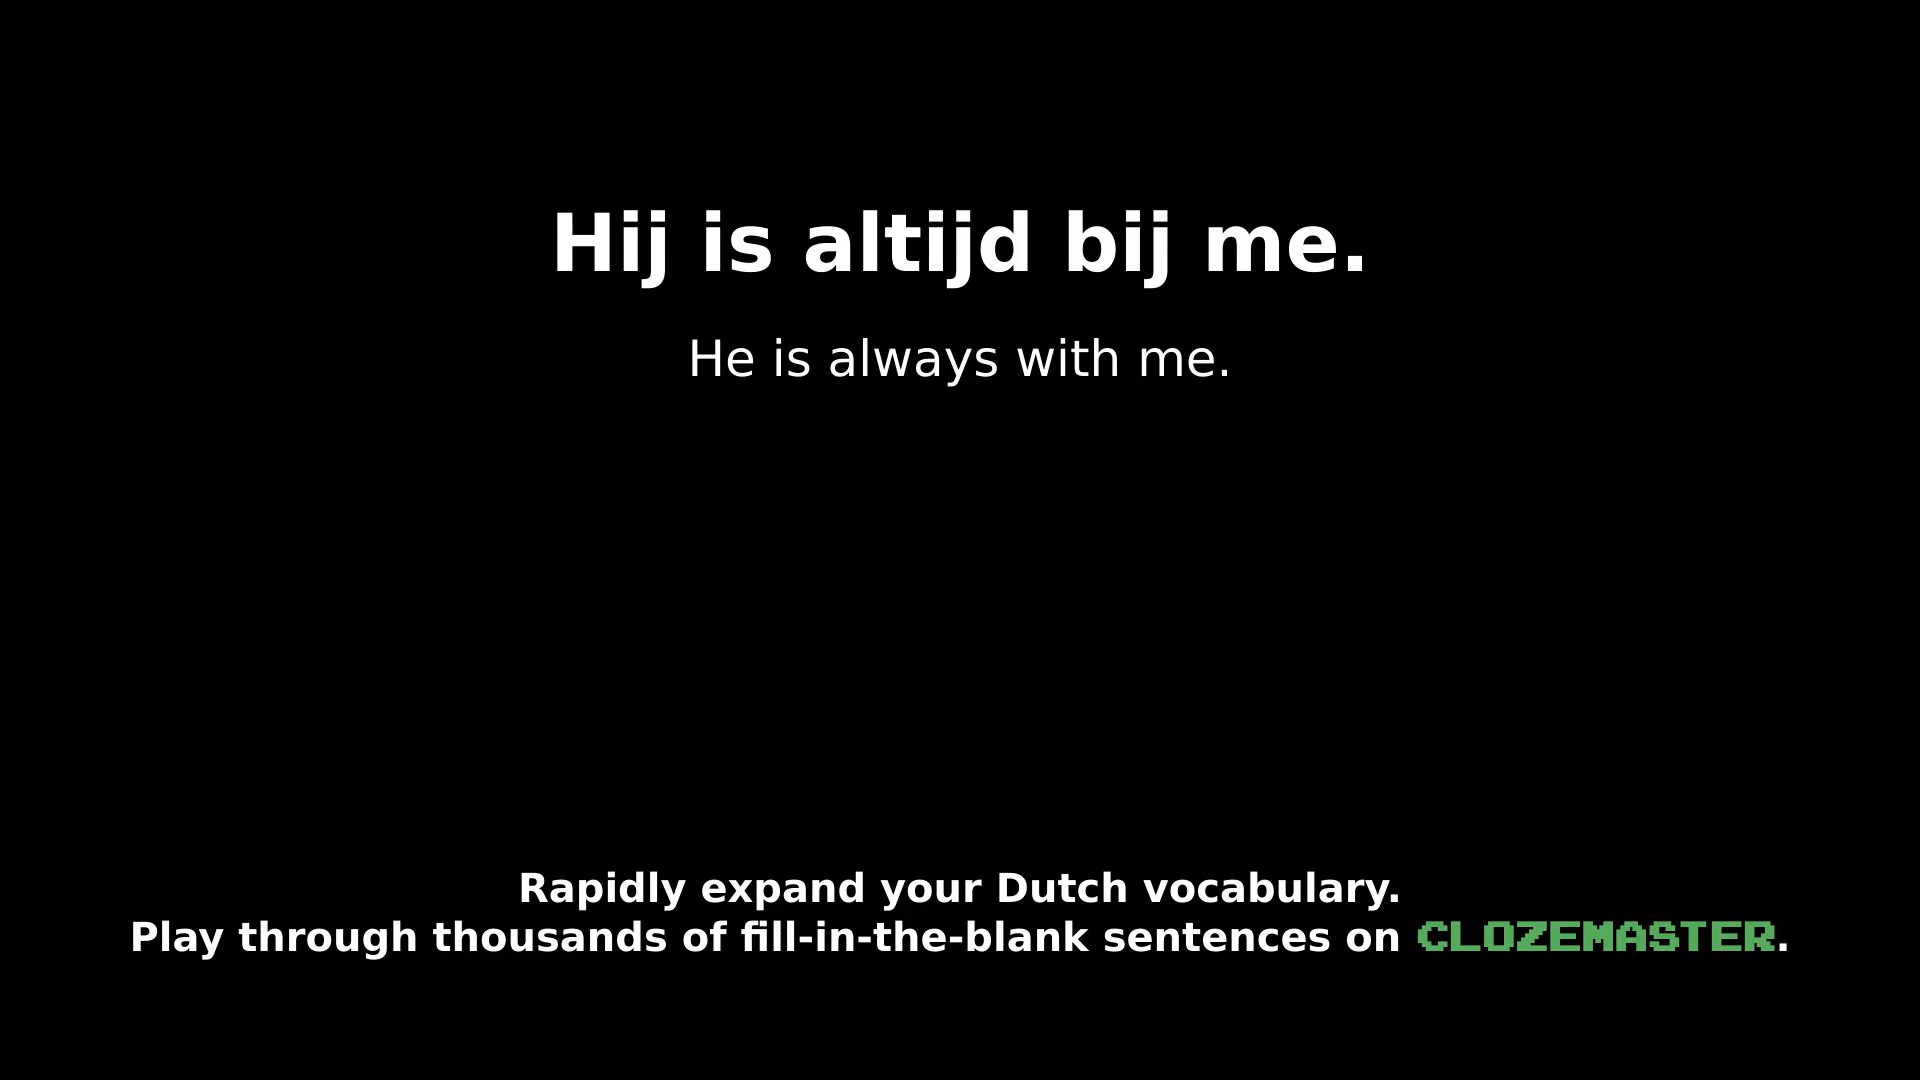 Hij is altijd bij me.
He is always with me.
Rapidly expand your Dutch vocabulary.
Play through thousands of fill-in-the-blank sentences on CLOZEMASTER.